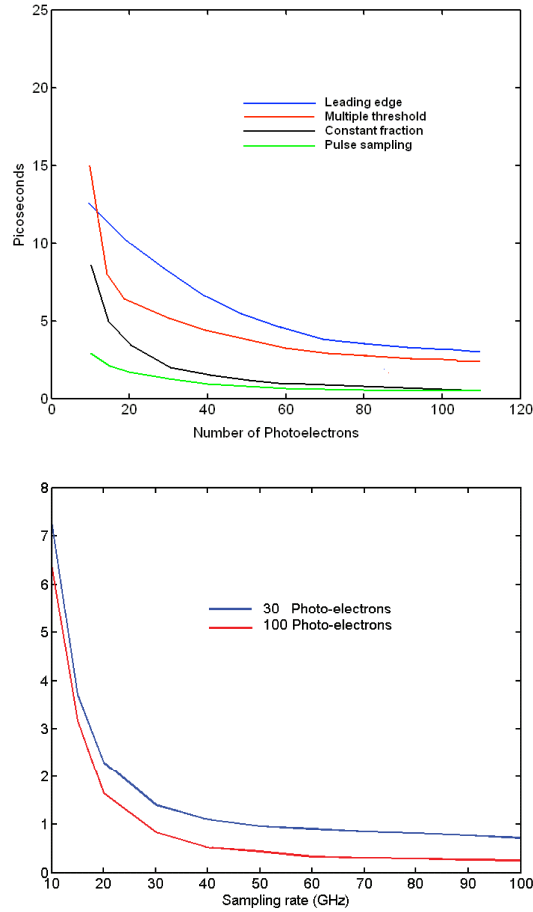 25
20
15
10
5
0
Picoseconds
Leading edge
Multiple threshold
Constant fraction
Pulse sampling
0 20 40 60 80 100 120
Number of Photoelectrons
8
7
6
5
4
3
2
1
0
30 Photo-electrons
100 Photo-electrons
10 20 30 40 50 60 70 80 90 100
Sampling rate (GHz)